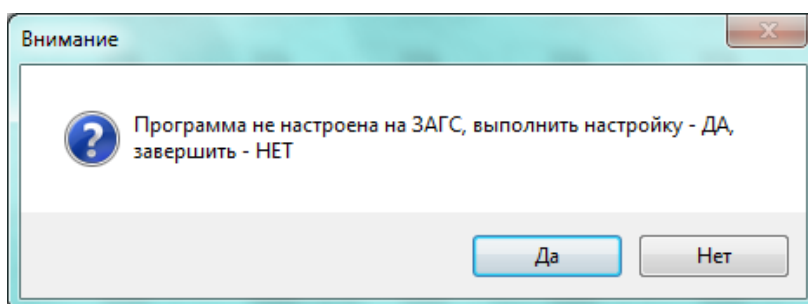 Внимание
Программа не настроена на ЗАГС, выполнить настройку - ДА,
завершить - НЕТ
Да
Нет